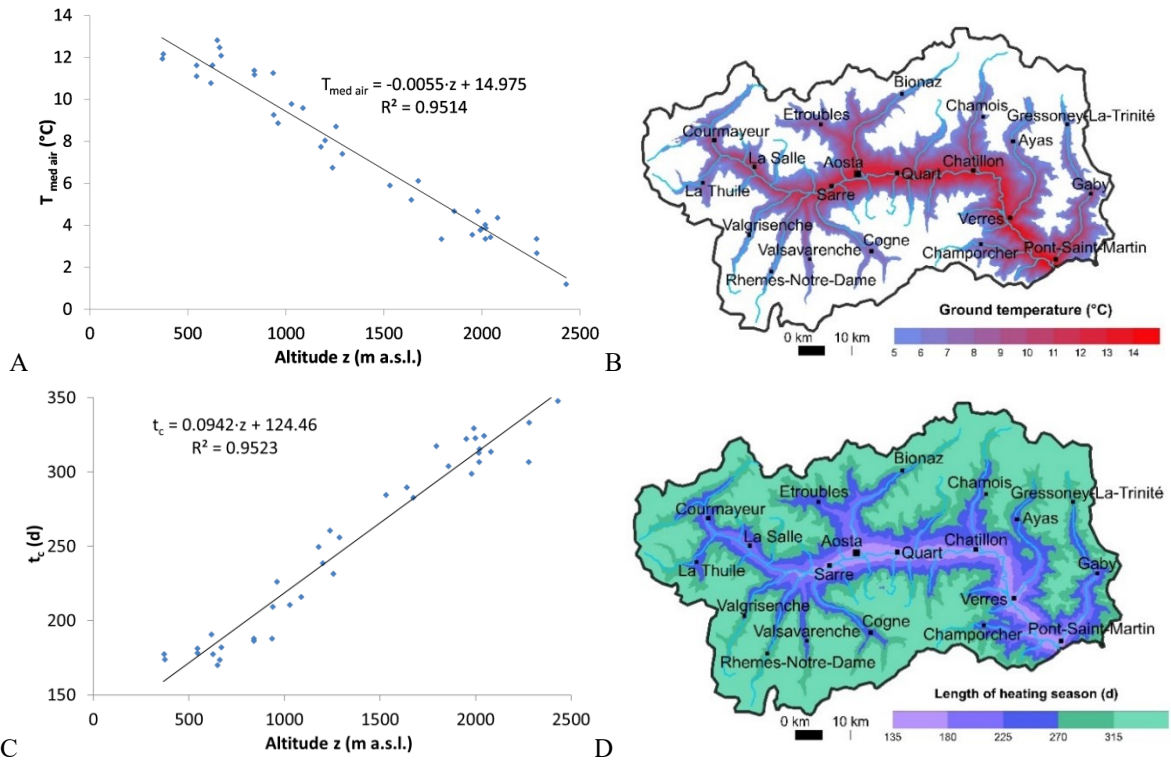 14
12
10
8
6
4
2
0
T med air (°C)
T med air = -0.0055·z + 14.975
R² = 0.9514
0 500 1000 1500 2000 2500
Altitude z (m a.s.l.)
A
Bionaz
Etroubles
Chamois
Gressoney-La-Trinité
Courmayeur
Ayas
La Salle
Aosta
Quart
Chatillon
La Thuile
Sarre
Gaby
Verres
Valgrisenche
Cogne
Valsavarenche
Champorcher
Pont-Saint-Martin
Rhemes-Notre-Dame
Ground temperature (°C)
0 km 10 km
5 6 7 8 9 10 11 12 13 14
B
350
300
250
200
150
t c (d)
t c = 0.0942·z + 124.46
R² = 0.9523
0 500 1000 1500 2000 2500
Altitude z (m a.s.l.)
C
Bionaz
Etroubles
Chamois
Gressoney-La-Trinité
Courmayeur
Ayas
La Salle
Aosta
Quart
Chatillon
La Thuile
Sarre
Gaby
Verres
Valgrisenche
Cogne
Valsavarenche
Champorcher
Pont-Saint-Martin
Rhemes-Notre-Dame
Length of heating season (d)
0 km 10 km
135 180 225 270 315
D